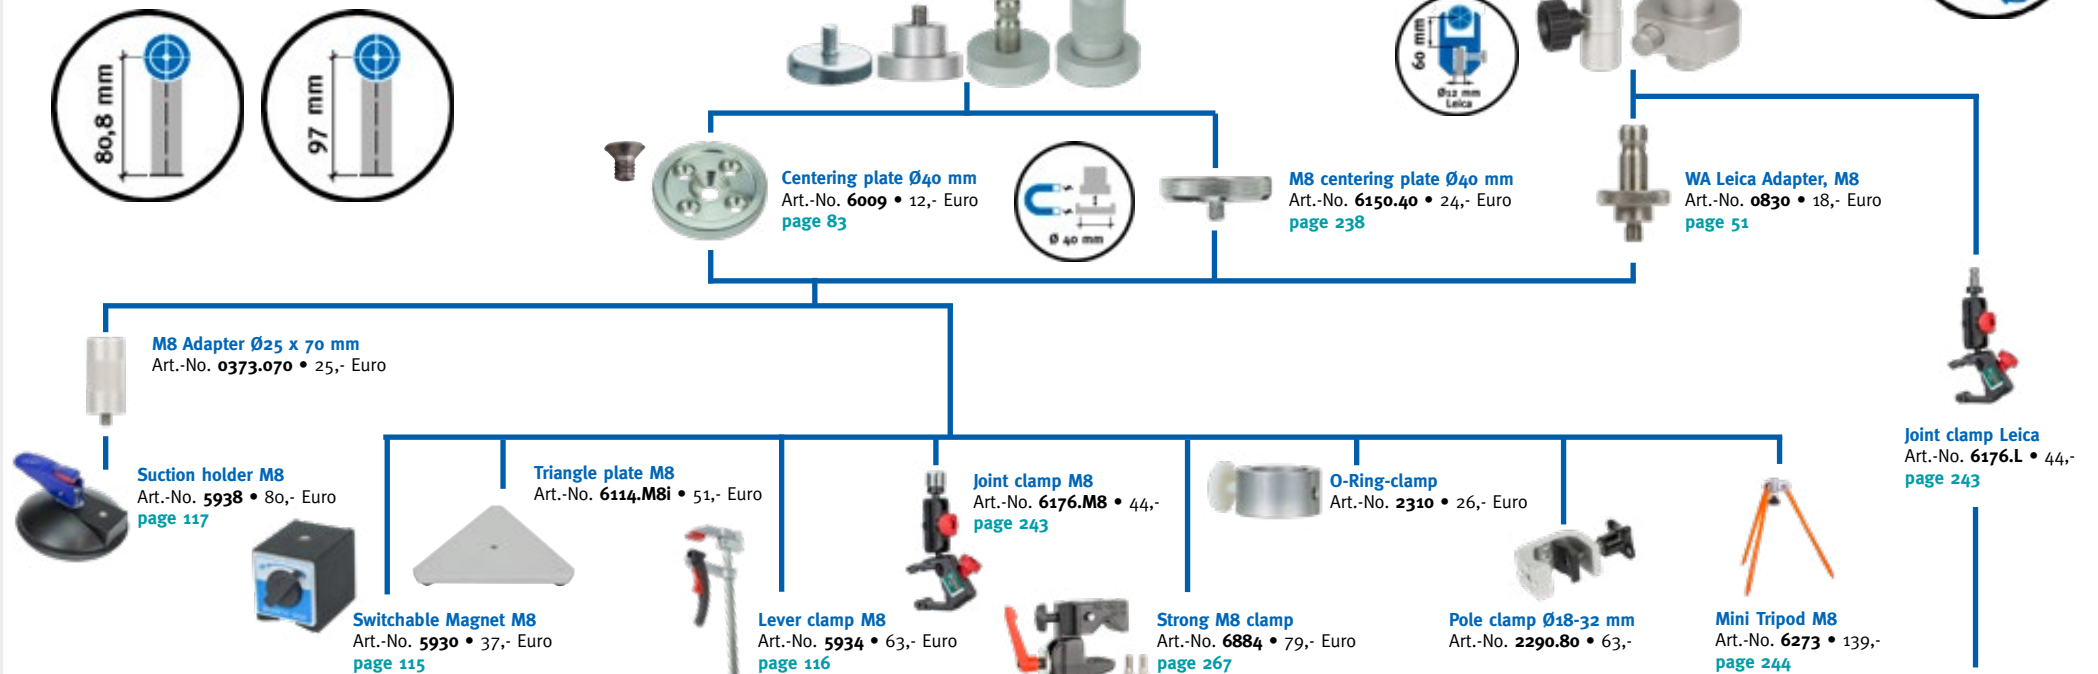 80,8 mm
97 mm
60 mm
Ø12 mm
Leica
Centering plate Ø40 mm
Art.-No. 6009 • 12,- Euro
page 83
Ø 40 mm
M8 centering plate Ø40 mm
Art.-No. 6150.40 • 24,- Euro
page 238
WA Leica Adapter, M8
Art.-No. 0830 • 18,- Euro
page 51
M8 Adapter Ø25 x 70 mm
Art.-No. 0373.070 • 25,- Euro
Joint clamp Leica
Art.-No. 6176.L • 44,-
page 243
Suction holder M8
Art.-No. 5938 • 80,- Euro
page 117
Triangle plate M8
Art.-No. 6114.M8i • 51,- Euro
Joint clamp M8
Art.-No. 6176.M8 • 44,-
page 243
O-Ring-clamp
Art.-No. 2310 • 26,- Euro
Switchable Magnet M8
Art.-No. 5930 • 37,- Euro
page 115
Lever clamp M8
Art.-No. 5934 • 63,- Euro
page 116
Strong M8 clamp
Art.-No. 6884 • 79,- Euro
page 267
Pole clamp Ø18-32 mm
Art.-No. 2290.80 • 63,-
Mini Tripod M8
Art.-No. 6273 • 139,-
page 244